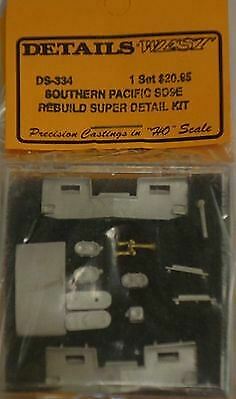 DETAILS WEST
DS-334 1 Set $20.95
SOUTHERN PACIFIC SD9E
REBUILD SUPER DETAIL KIT
Precision Castings in "HO" Scale